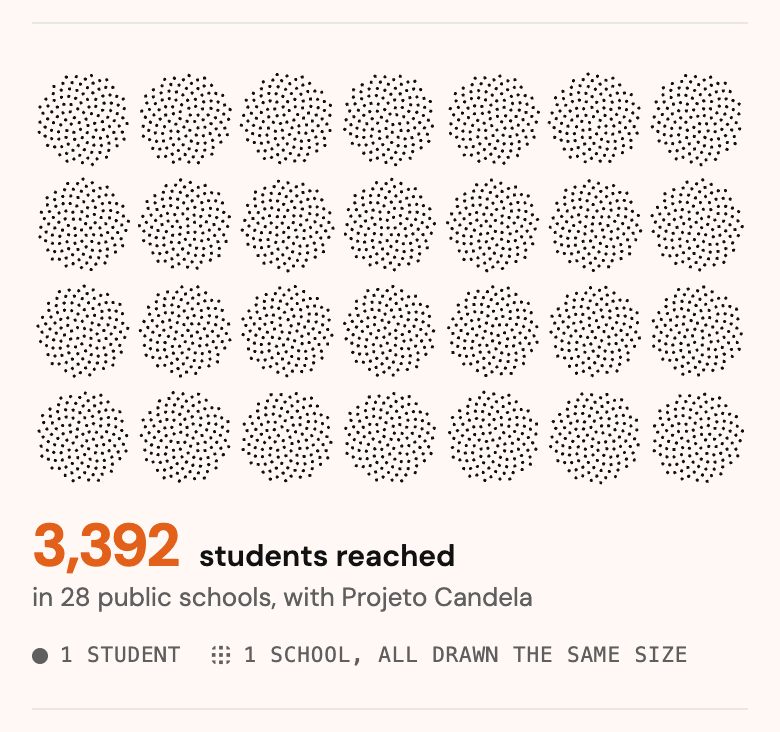 3,392 students reached
in 28 public schools, with Projeto Candela
1 STUDENT 1 SCHOOL, ALL DRAWN THE SAME SIZE